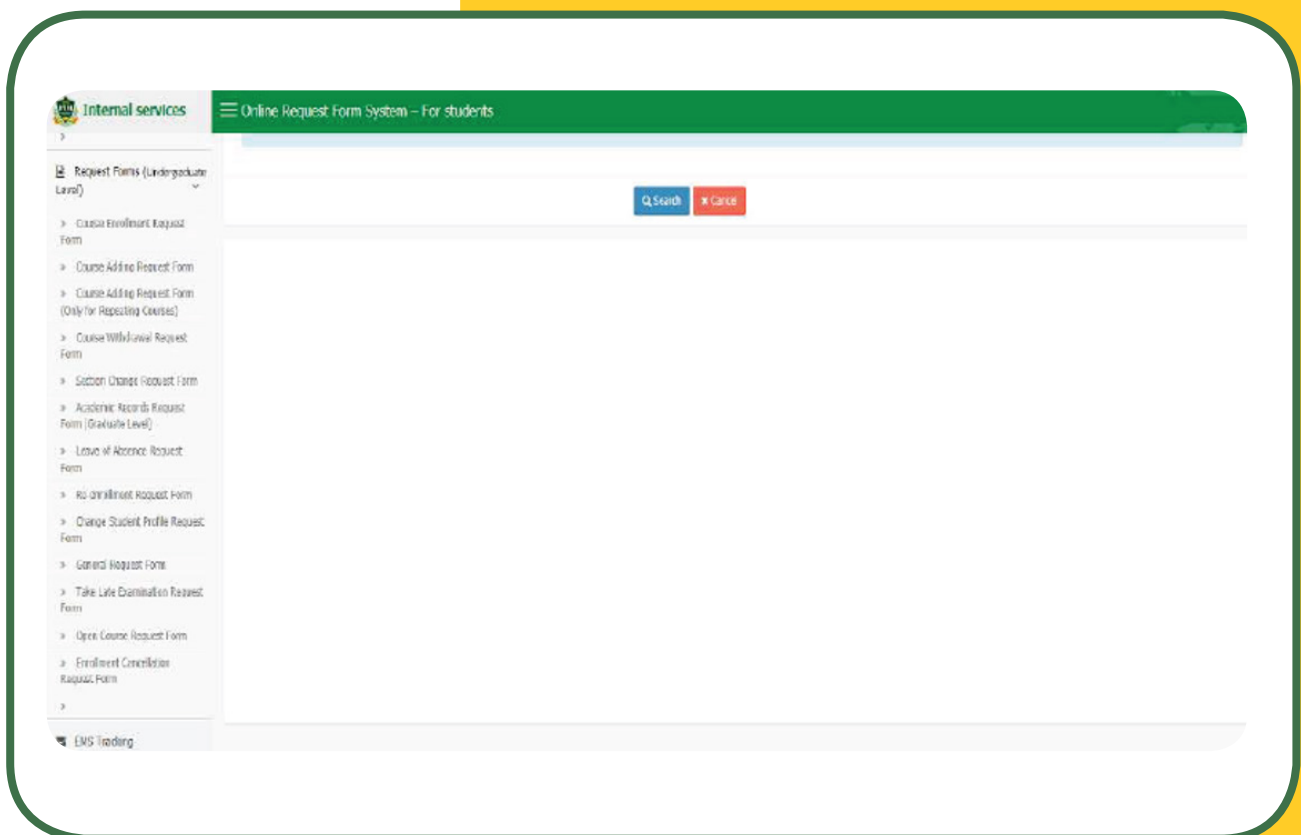 Internal services
Online Request Form System – For students
Request Forms (Undergraduate
Level)
Search
Cancel
» Course Enrollment Request
Form
» Course Adding Request Form
» Course Adding Request Form
(Only for Repeating Courses)
» Course Withdrawal Request
Form
» Section Change Request Form
» Academic Records Request
Form (Graduate Level)
» Leave of Absence Request
Form
» Re-enrollment Request Form
» Change Student Profile Request
Form
» General Request Form
» Take Late Examination Request
Form
» Open Course Request Form
» Enrollment Cancellation
Request Form
EMS Tracking